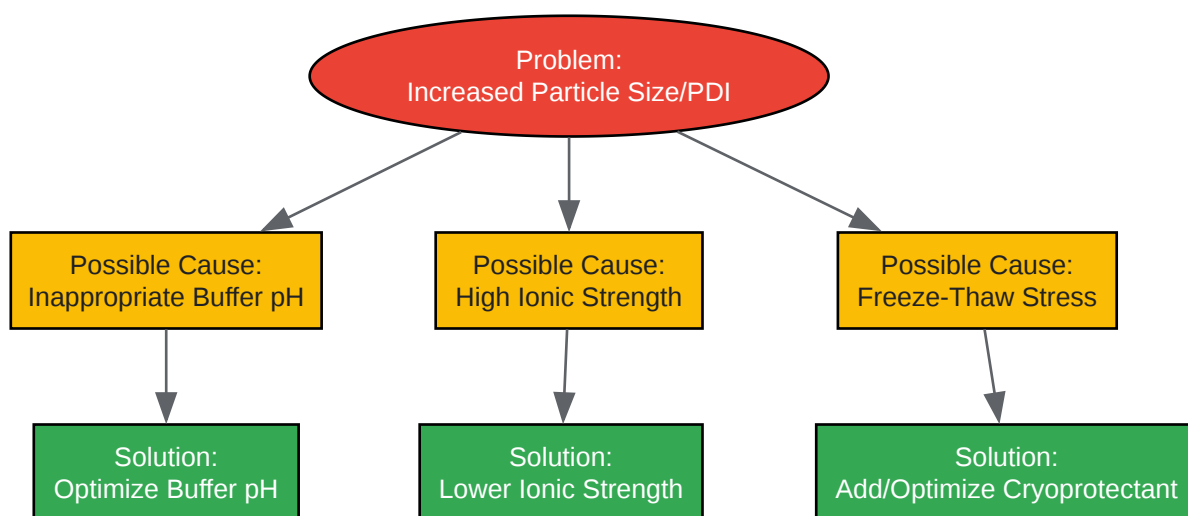 Problem:
Increased Particle Size/PDI
Possible Cause:
Inappropriate Buffer pH
Possible Cause:
High Ionic Strength
Possible Cause:
Freeze-Thaw Stress
Solution:
Optimize Buffer pH
Solution:
Lower Ionic Strength
Solution:
Add/Optimize Cryoprotectant